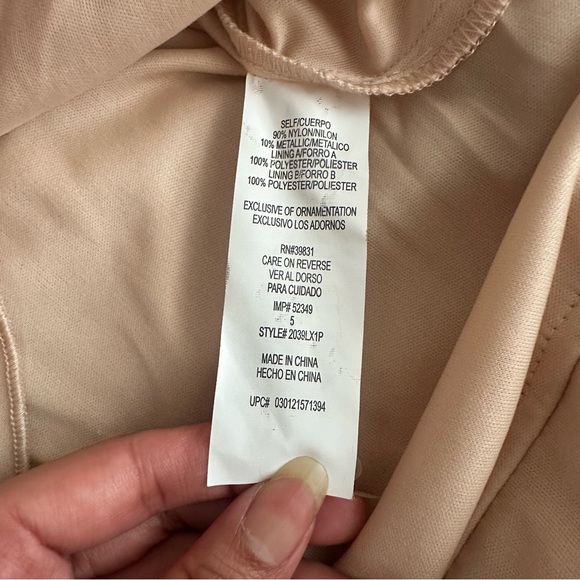 SELF/CUERPO
90% NYLON/NILON
10% METALLIC/METALICO
LINING A/FORRO A
100% POLYESTER/POLIESTER
LINING B/FORRO B
100% POLYESTER/POLIESTER
EXCLUSIVE OF ORNAMENTATION
EXCLUSIVO LOS ADORNOS
RN#39831
CARE ON REVERSE
VER AL DORSO
PARA CUIDADO
IMP# 52349
5
STYLE# 2039LX1P
MADE IN CHINA
HECHO EN CHINA
UPC# 030121571394